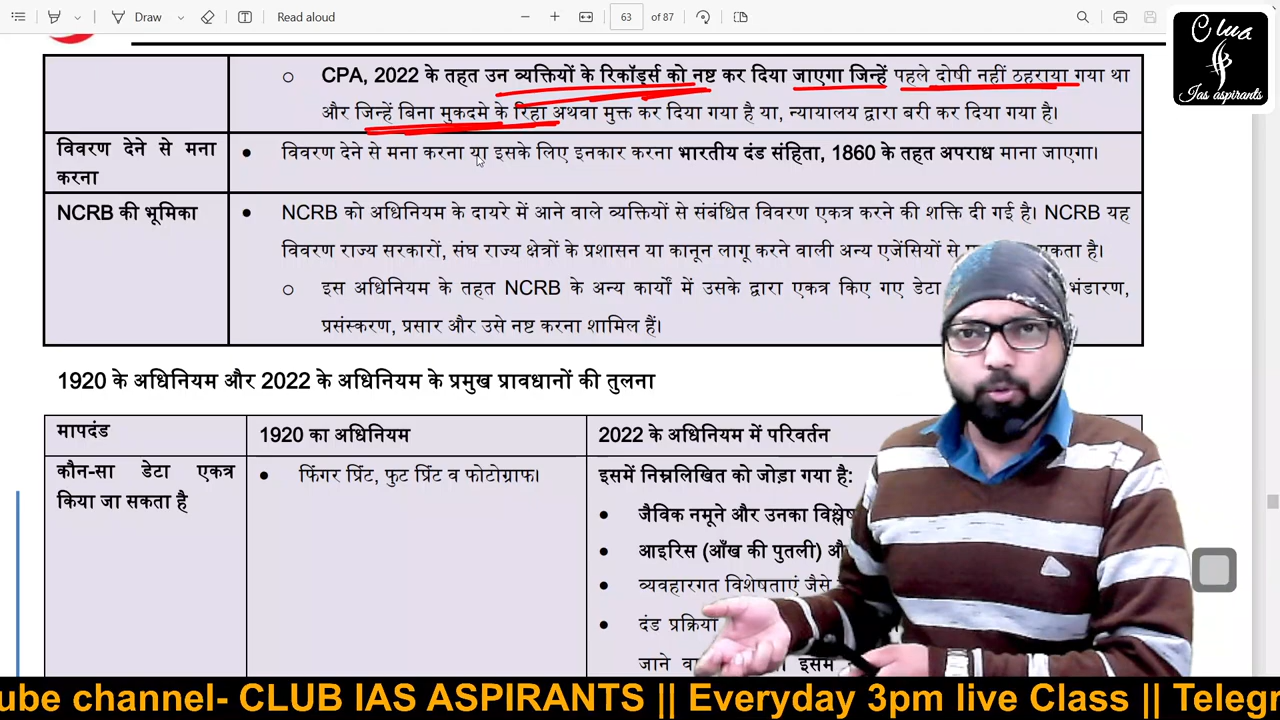 Draw
Read aloud
63
of 87
Clua
Ias aspirants
CPA, 2022 के तहत उन व्यक्तियों के रिकॉर्ड्स को नष्ट कर दिया जाएगा जिन्हें पहले दोषी नहीं ठहराया गया था
और जिन्हें बिना मुकदमे के रिहा अथवा मुक्त कर दिया गया है या, न्यायालय द्वारा बरी कर दिया गया है।
विवरण देने से मना
करना
विवरण देने से मना करना या इसके लिए इनकार करना भारतीय दंड संहिता, 1860 के तहत अपराध माना जाएगा।
NCRB की भूमिका
NCRB को अधिनियम के दायरे में आने वाले व्यक्तियों से संबंधित विवरण एकत्र करने की शक्ति दी गई है। NCRB यह
विवरण राज्य सरकारों, संघ राज्य क्षेत्रों के प्रशासन या कानून लागू करने वाली अन्य एजेंसियों से
इस अधिनियम के तहत NCRB के अन्य कार्यों में उसके द्वारा एकत्र किए गए डेटा भंडारण,
प्रसंस्करण, प्रसार और उसे नष्ट करना शामिल हैं।
1920 के अधिनियम और 2022 के अधिनियम के प्रमुख प्रावधानों की तुलना
मापदंड
1920 का अधिनियम
2022 के अधिनियम में परिवर्तन
कौन-सा डेटा एकत्र
किया जा सकता है
फिंगर प्रिंट, फुट प्रिंट व फोटोग्राफ।
इसमें निम्नलिखित को जोड़ा गया है:
जैविक नमूने और उनका
आइरिस (आँख की पुतली)
व्यवहारगत विशेषताएं जैसे
दंड प्रक्रिया
जाने इसमें
ube channel- CLUB IAS ASPIRANTS || Everyday 3pm live Class || Telegr